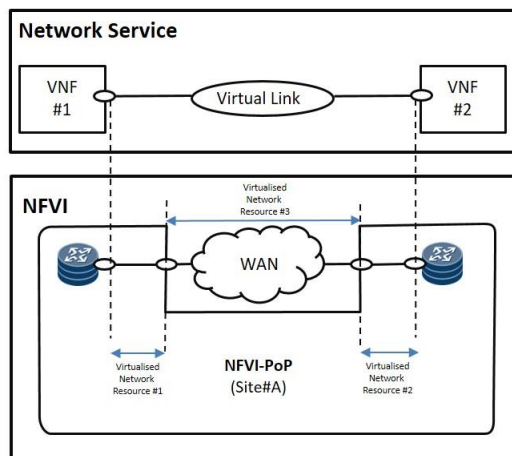 Network Service
VNF
#1
Virtual Link
VNF
#2
NFVI
Virtualised
Network
Resource #3
WAN
Virtualised
Network
Resource #1
NFVI-PoP
(Site#A)
Virtualised
Network
Resource #2